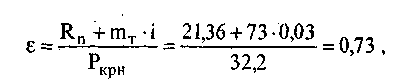 ε = (Rп + mт · i) / Pкрн = (21,36 + 73 · 0,03) / 32,2 = 0,73 ,